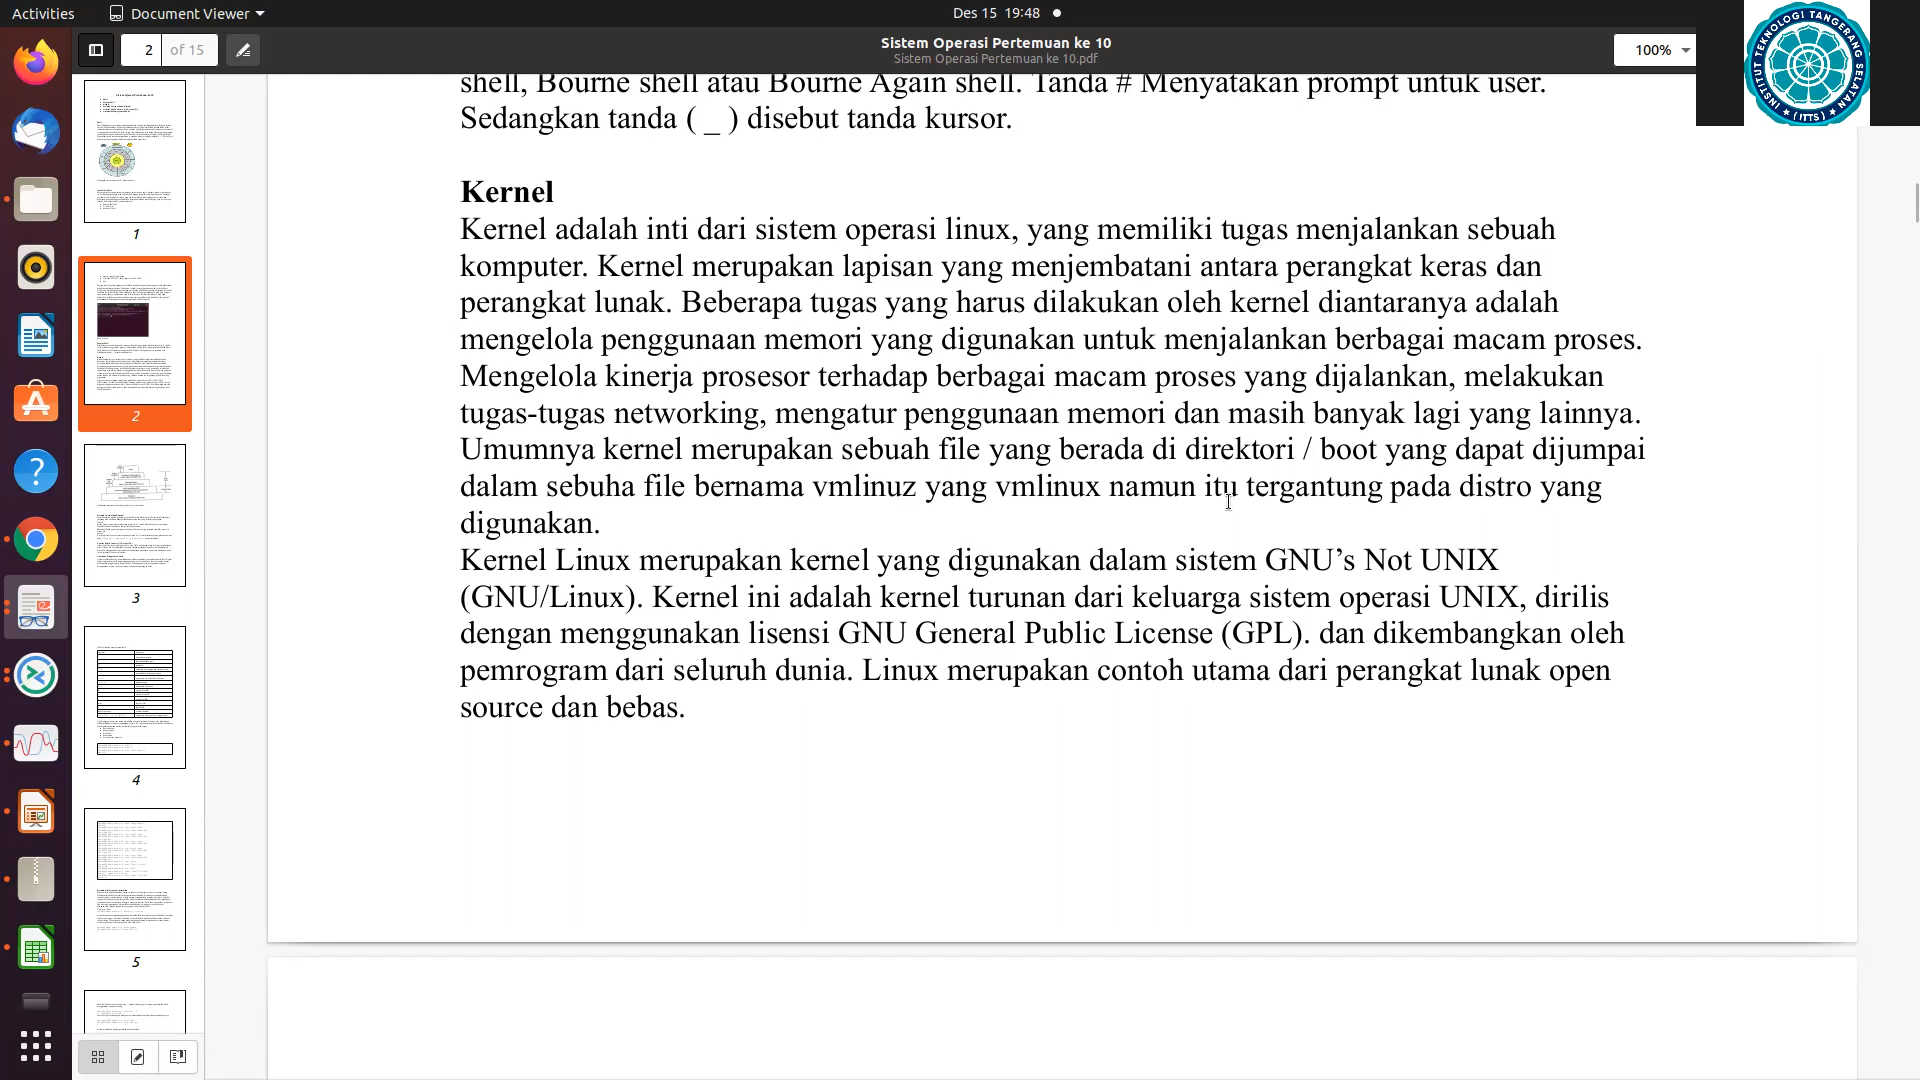 Activities
Document Viewer
Des 15 19:48
2 of 15
Sistem Operasi Pertemuan ke 10
Sistem Operasi Pertemuan ke 10.pdf
100%
INSTITUT TEKNOLOGI TANGERANG SELATAN
( ITTS )
1
2
3
4
5
shell, Bourne shell atau Bourne Again shell. Tanda # Menyatakan prompt untuk user.
Sedangkan tanda ( _ ) disebut tanda kursor.
Kernel
Kernel adalah inti dari sistem operasi linux, yang memiliki tugas menjalankan sebuah
komputer. Kernel merupakan lapisan yang menjembatani antara perangkat keras dan
perangkat lunak. Beberapa tugas yang harus dilakukan oleh kernel diantaranya adalah
mengelola penggunaan memori yang digunakan untuk menjalankan berbagai macam proses.
Mengelola kinerja prosesor terhadap berbagai macam proses yang dijalankan, melakukan
tugas-tugas networking, mengatur penggunaan memori dan masih banyak lagi yang lainnya.
Umumnya kernel merupakan sebuah file yang berada di direktori / boot yang dapat dijumpai
dalam sebuha file bernama vmlinuz yang vmlinux namun itu tergantung pada distro yang
digunakan.
Kernel Linux merupakan kernel yang digunakan dalam sistem GNU’s Not UNIX
(GNU/Linux). Kernel ini adalah kernel turunan dari keluarga sistem operasi UNIX, dirilis
dengan menggunakan lisensi GNU General Public License (GPL). dan dikembangkan oleh
pemrogram dari seluruh dunia. Linux merupakan contoh utama dari perangkat lunak open
source dan bebas.